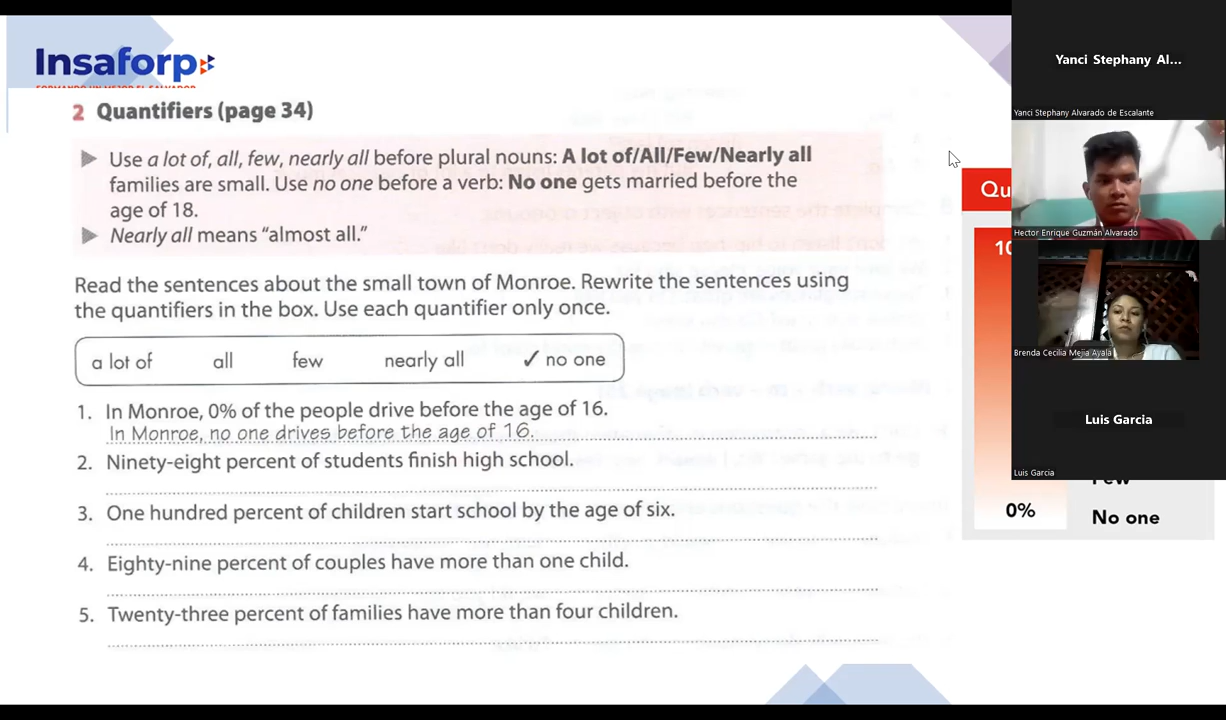 Insaforp
2 Quantifiers (page 34)
Use a lot of, all, few, nearly all before plural nouns: A lot of/All/Few/Nearly all
families are small. Use no one before a verb: No one gets married before the
age of 18.
Nearly all means “almost all.”
Read the sentences about the small town of Monroe. Rewrite the sentences using
the quantifiers in the box. Use each quantifier only once.
a lot of all few nearly all ✓ no one
1. In Monroe, 0% of the people drive before the age of 16.
In Monroe, no one drives before the age of 16.
2. Ninety-eight percent of students finish high school.
3. One hundred percent of children start school by the age of six.
4. Eighty-nine percent of couples have more than one child.
5. Twenty-three percent of families have more than four children.
Qu
10
0%
Few
No one
Yanci Stephany Al...
Yanci Stephany Alvarado de Escalante
Hector Enrique Guzmán Alvarado
Brenda Cecilia Mejia Ayala
Luis Garcia
Luis Garcia